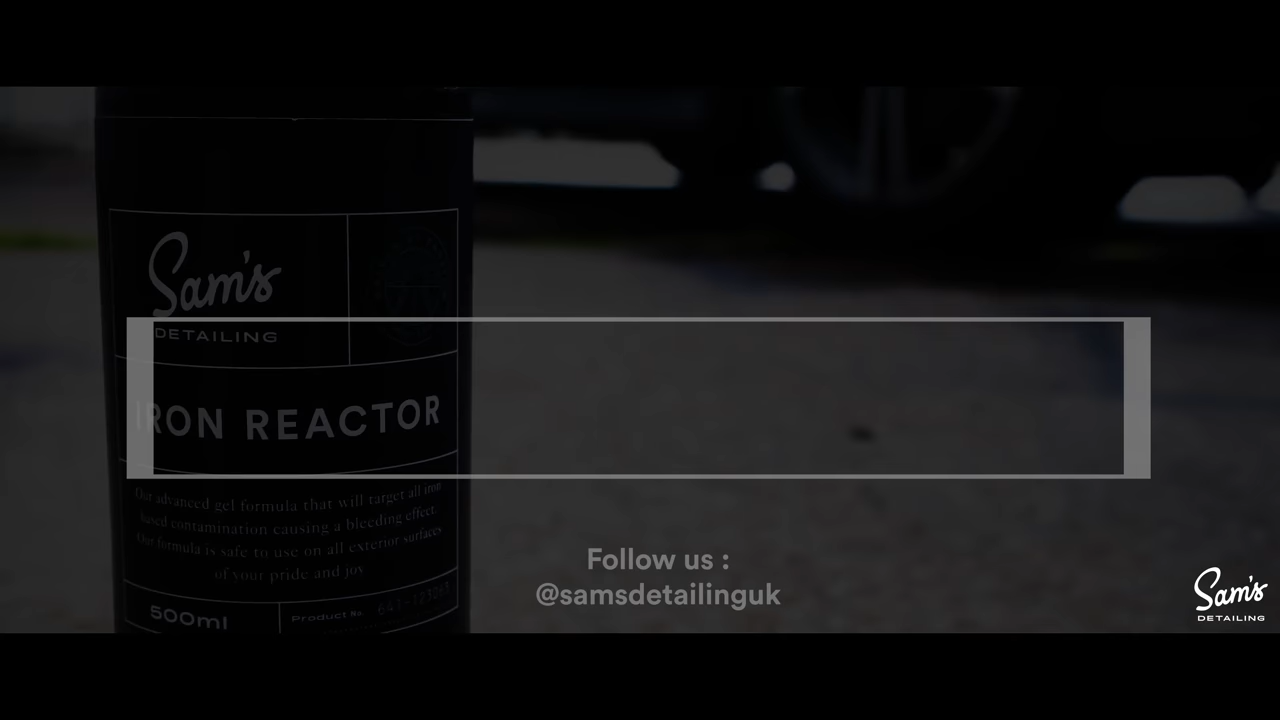 Sam's
DETAILING
IRON REACTOR
Our advanced gel formula that will target all iron
based contamination causing a bleeding effect.
Our formula is safe to use on all exterior surfaces
of your pride and joy
500ml
Product No.
Follow us :
@samsdetailinguk
Sam's
DETAILING